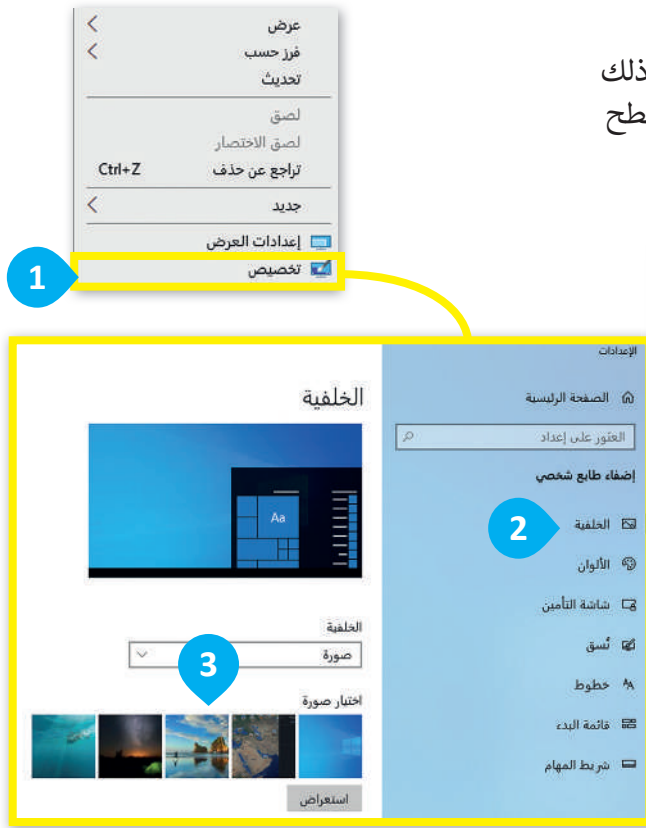 ذلك
طح
عرض
فرز حسب
تحديث
لصق
لصق الاختصار
تراجع عن حذف Ctrl+Z
جديد
إعدادات العرض
تخصيص
1
الإعدادات
الصفحة الرئيسية
العثور على إعداد
إضفاء طابع شخصي
الخلفية
2
الألوان
شاشة التأمين
نُسق
خطوط
قائمة البدء
شريط المهام
الخلفية
Aa
الخلفية
صورة
3
اختيار صورة
استعراض